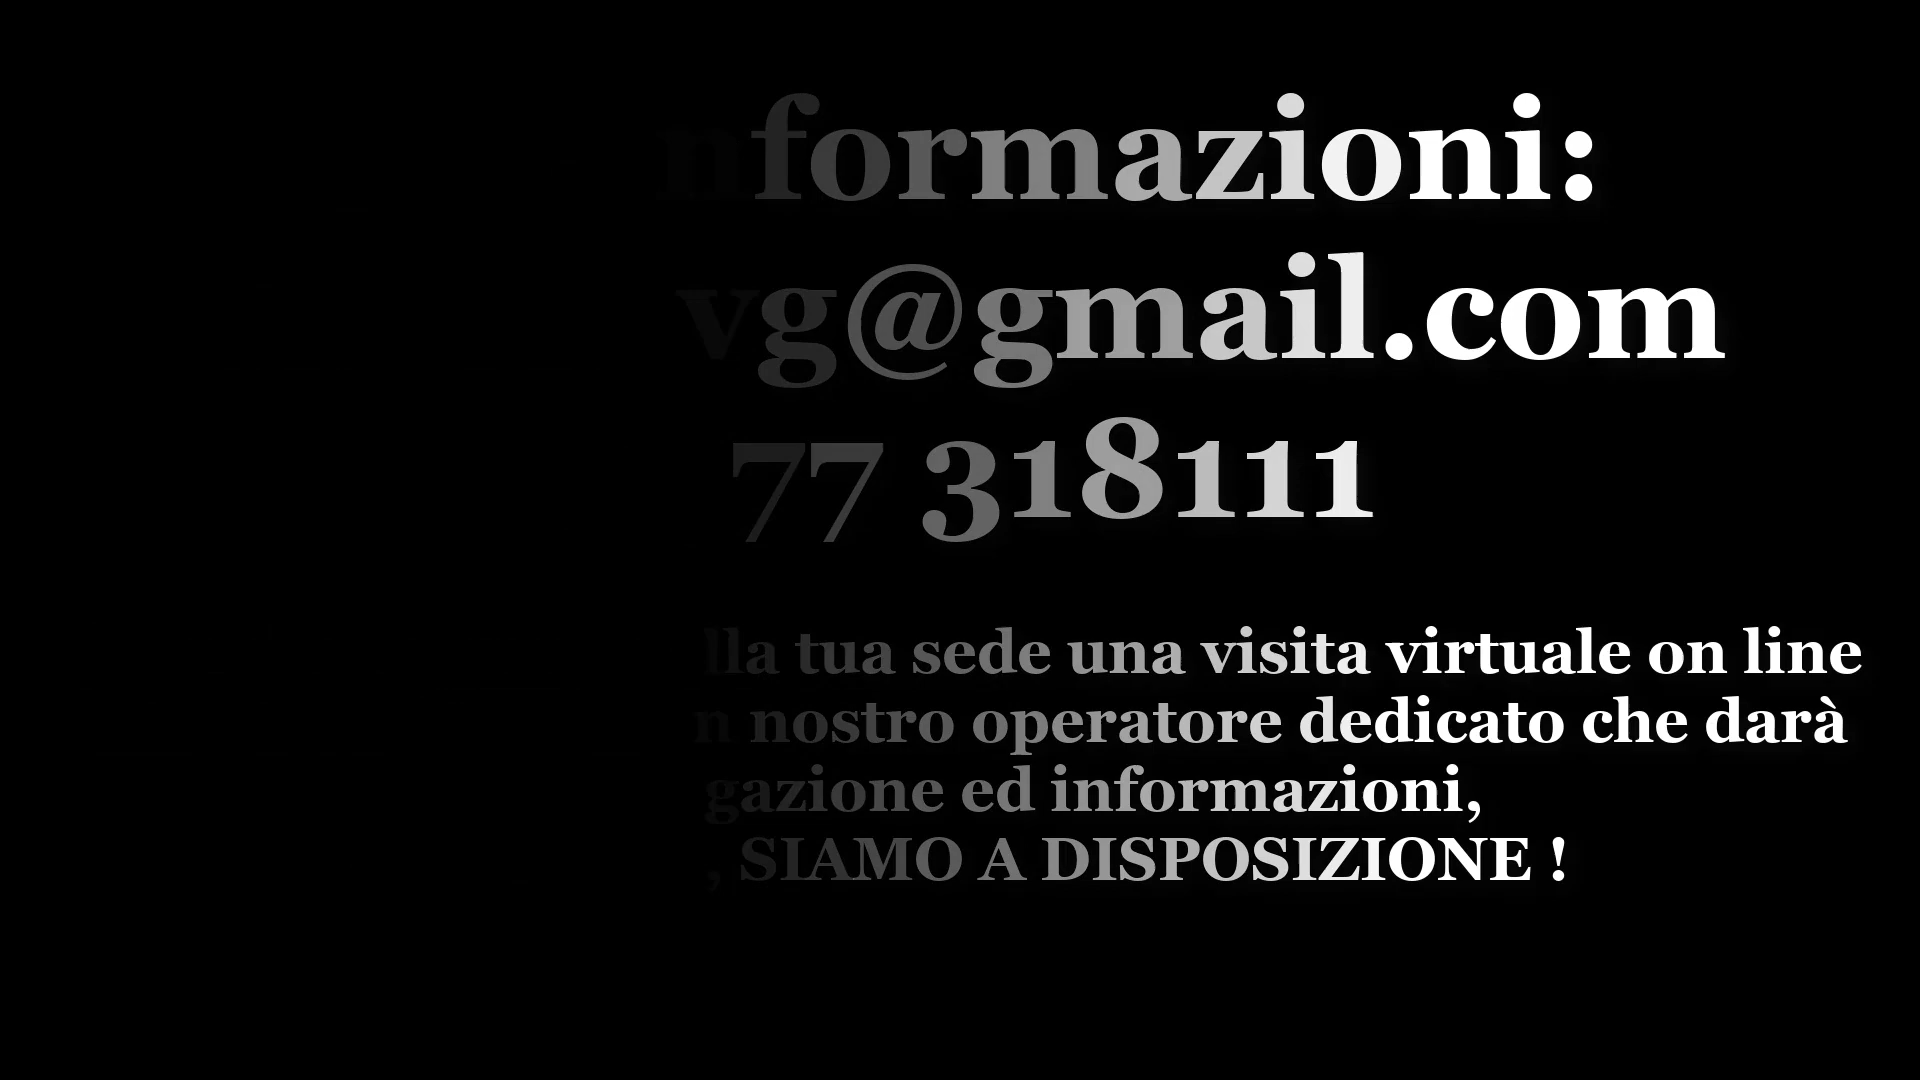 nformazioni:
vg@gmail.com
77 318111
lla tua sede una visita virtuale on line
n nostro operatore dedicato che darà
gazione ed informazioni,
, SIAMO A DISPOSIZIONE !